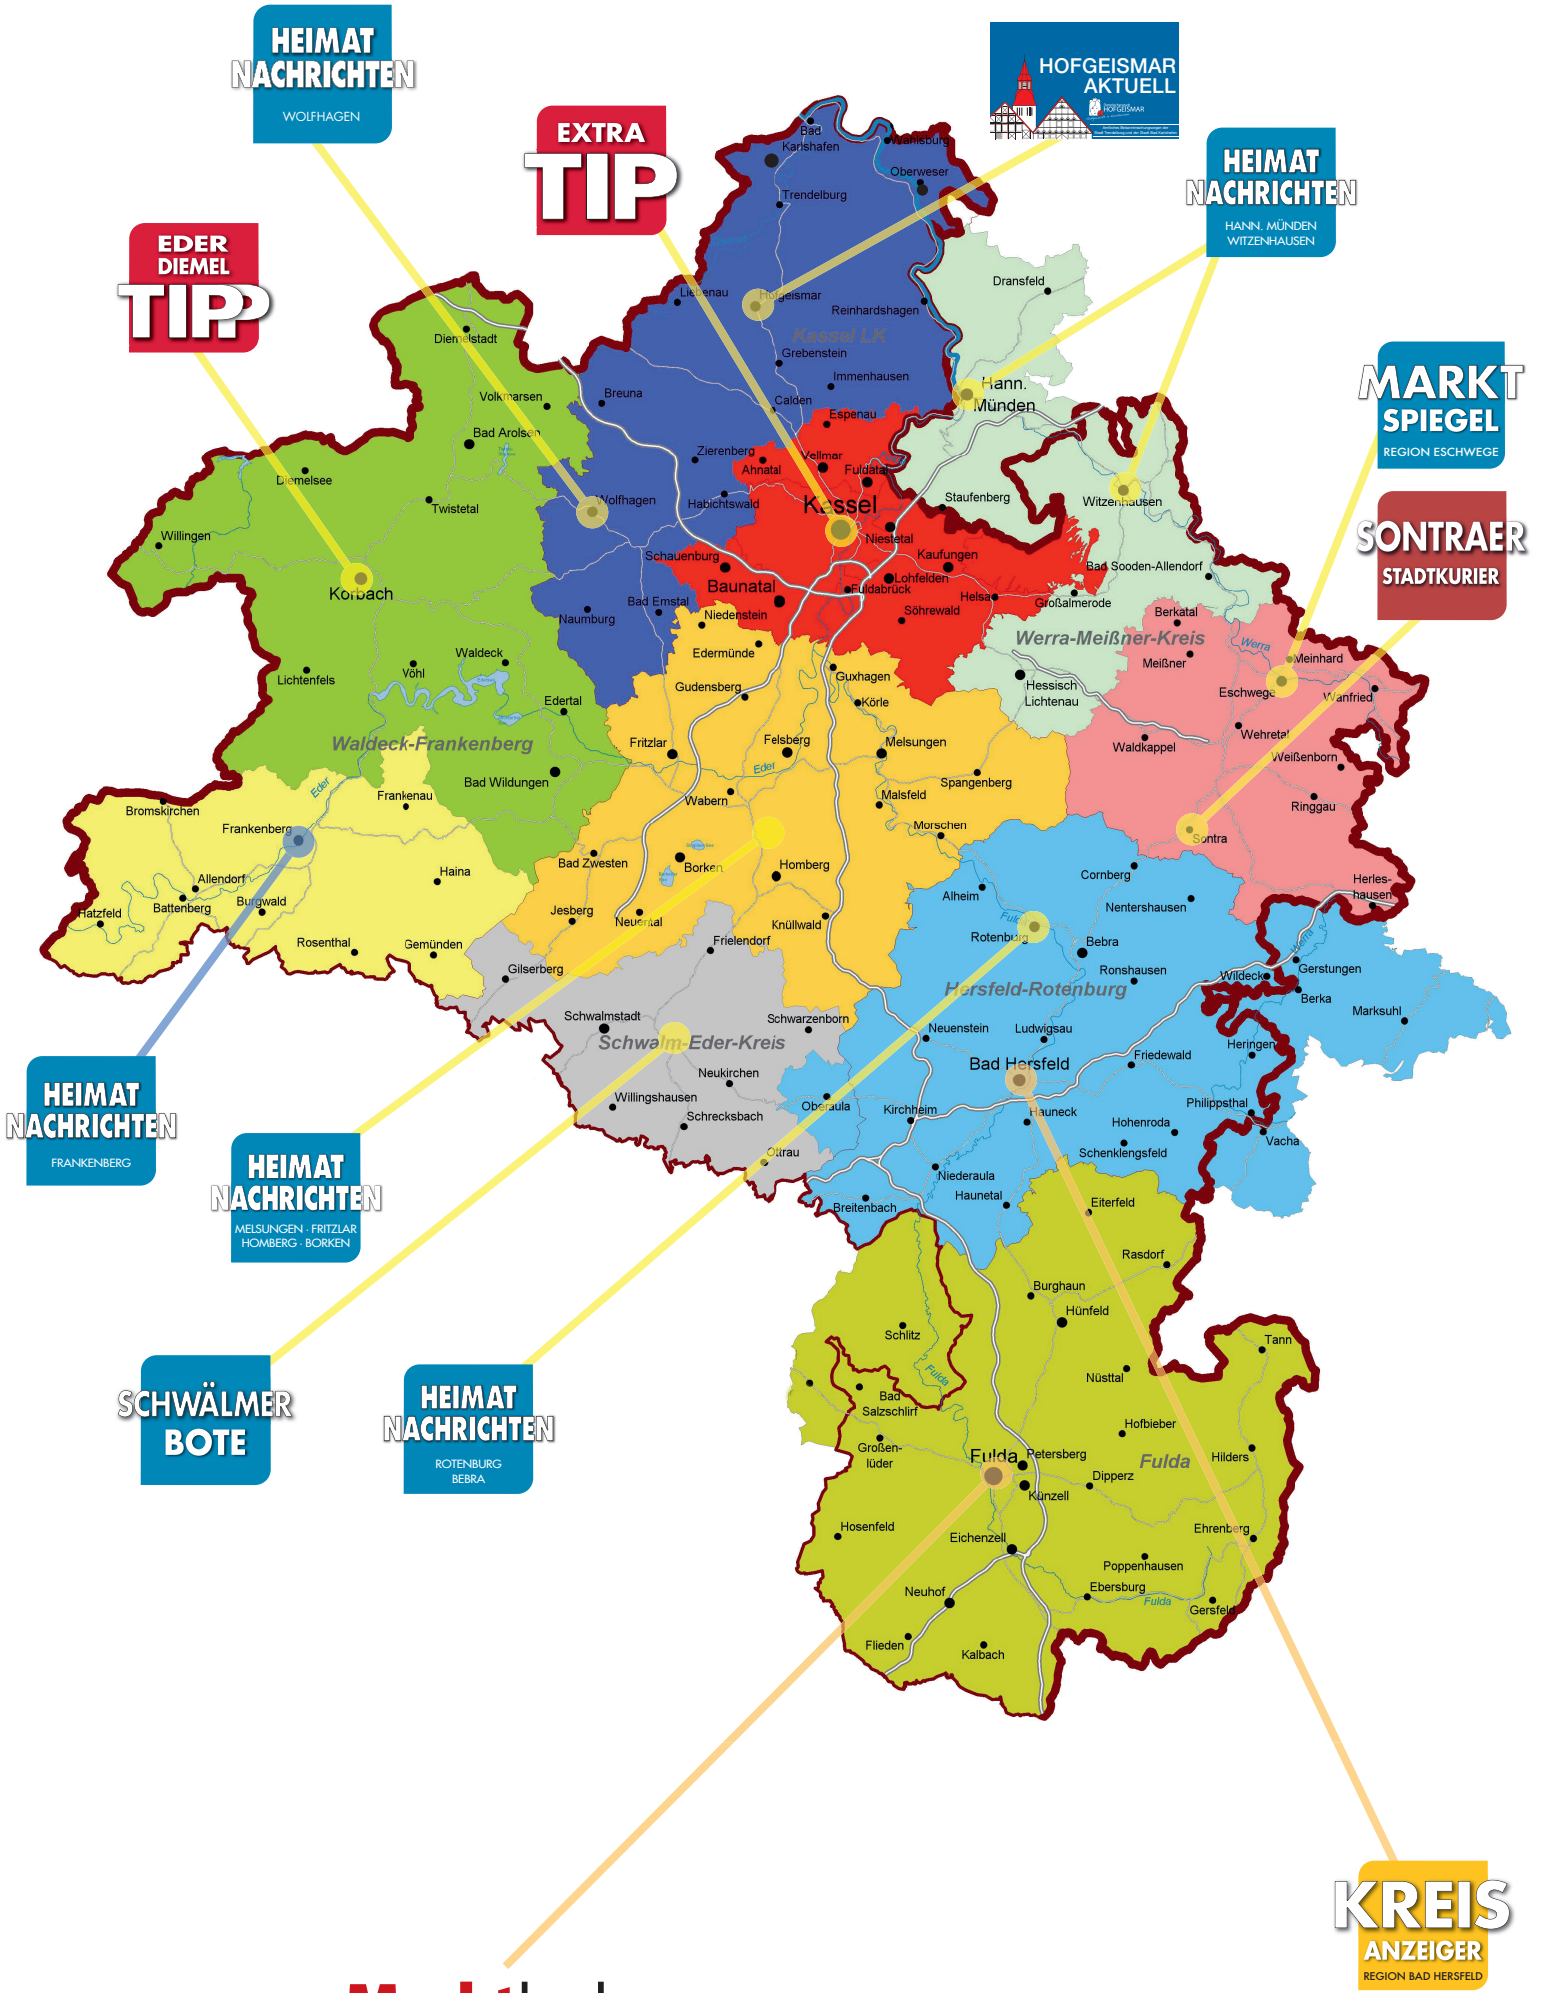 HEIMAT
NACHRICHTEN
WOLFHAGEN
HOFGEISMAR
AKTUELL
HOFGEISMAR
EXTRA
TIP
HEIMAT
NACHRICHTEN
HANN. MÜNDEN
WITZENHAUSEN
EDER
DIEMEL
TIPP
MARKT
SPIEGEL
REGION ESCHWEGE
SONTRAER
STADTKURIER
Bad
Karlshafen
Wahlsburg
Oberweser
Trendelburg
Liebenau
Hofgeismar
Reinhardshagen
Kassel LK
Grebenstein
Immenhausen
Calden
Espenau
Dransfeld
Hann.
Münden
Diemelstadt
Volkmarsen
Breuna
Bad Arolsen
Zierenberg
Ahnatal
Vellmar
Fuldatal
Diemelsee
Twistetal
Wolfhagen
Habichtswald
Kassel
Staufenberg
Witzenhausen
Willingen
Niestetal
Schauenburg
Kaufungen
Bad Sooden-Allendorf
Korbach
Baunatal
Lohfelden
Fuldabrück
Helsa
Großalmerode
Naumburg
Bad Emstal
Niedenstein
Söhrewald
Berkatal
Edermünde
Werra-Meißner-Kreis
Werra
Meißner
Meinhard
Waldeck
Vöhl
Lichtenfels
Gudensberg
Guxhagen
Hessisch
Lichtenau
Eschwege
Wanfried
Edertal
Körle
Wehretal
Waldeck-Frankenberg
Fritzlar
Felsberg
Melsungen
Waldkappel
Weißenborn
Eder
Bad Wildungen
Spangenberg
Eder
Frankenau
Wabern
Malsfeld
Ringgau
Bromskirchen
Frankenberg
Morschen
Sontra
Bad Zwesten
Borken
Homberg
Haina
Allendorf
Cornberg
Herles-
hausen
Battenberg
Burgwald
Alheim
Nentershausen
Hatzfeld
Jesberg
Neuental
Knüllwald
Rotenburg
Bebra
Werra
Rosenthal
Gemünden
Frielendorf
Gilserberg
Ronshausen
Wildeck
Gerstungen
Hersfeld-Rotenburg
Berka
Marksuhl
Schwalmstadt
Schwarzenborn
Neuenstein
Ludwigsau
Schwalm-Eder-Kreis
Heringen
Friedewald
Bad Hersfeld
Neukirchen
Willingshausen
Oberaula
Kirchheim
Hauneck
Philippsthal
Schrecksbach
Hohenroda
Vacha
Ottrau
Schenklengsfeld
Niederaula
Haunetal
Breitenbach
Eiterfeld
Rasdorf
Burghaun
Hünfeld
Schlitz
Tann
Fulda
Nüsttal
Bad
Salzschlirf
Hofbieber
Großen-
lüder
Fulda
Petersberg
Fulda
Hilders
Dipperz
Künzell
Hosenfeld
Eichenzell
Ehrenberg
Poppenhausen
Neuhof
Ebersburg
Fulda
Gersfeld
Flieden
Kalbach
HEIMAT
NACHRICHTEN
FRANKENBERG
HEIMAT
NACHRICHTEN
MELSUNGEN · FRITZLAR
HOMBERG · BORKEN
SCHWÄLMER
BOTE
HEIMAT
NACHRICHTEN
ROTENBURG
BEBRA
KREIS
ANZEIGER
REGION BAD HERSFELD